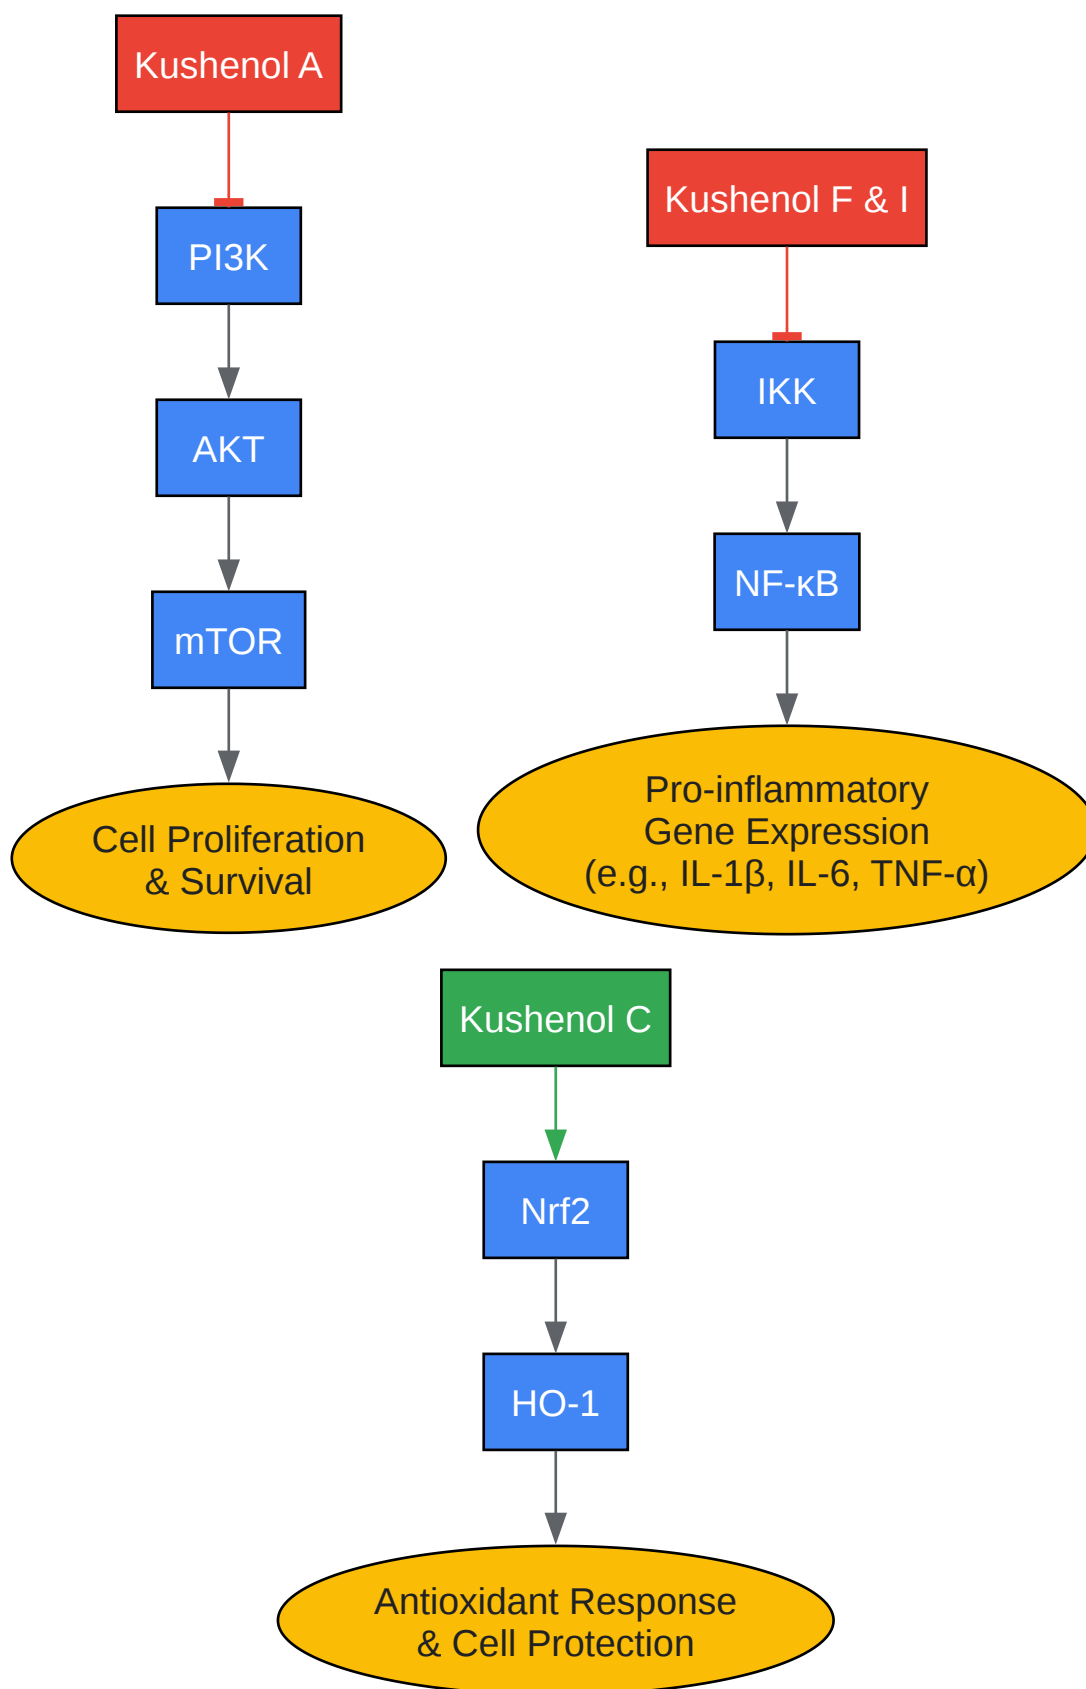 Kushenol A
PI3K
AKT
mTOR
Cell Proliferation
& Survival
Kushenol F & I
IKK
NF-κB
Pro-inflammatory
Gene Expression
(e.g., IL-1β, IL-6, TNF-α)
Kushenol C
Nrf2
HO-1
Antioxidant Response
& Cell Protection